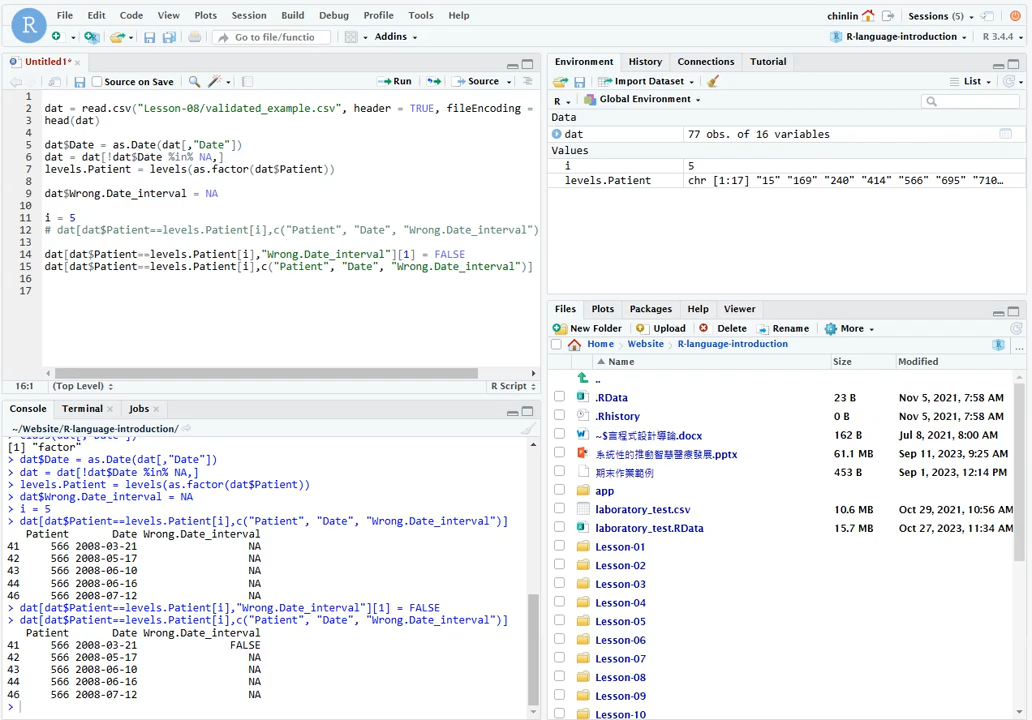 R
File Edit Code View Plots Session Build Debug Profile Tools Help
chinlin Sessions (5)
Go to file/functio Addins
R-language-introduction R 3.4.4
Untitled1*
Source on Save Run Source
1
2 dat = read.csv("Lesson-08/validated_example.csv", header = TRUE, fileEncoding =
3 head(dat)
4
5 dat$Date = as.Date(dat[,"Date"])
6 dat = dat[!dat$Date %in% NA,]
7 levels.Patient = levels(as.factor(dat$Patient))
8
9 dat$Wrong.Date_interval = NA
10
11 i = 5
12 # dat[dat$Patient==levels.Patient[i],c("Patient", "Date", "Wrong.Date_interval")
13
14 dat[dat$Patient==levels.Patient[i],"Wrong.Date_interval"][1] = FALSE
15 dat[dat$Patient==levels.Patient[i],c("Patient", "Date", "Wrong.Date_interval")]
16
17
16:1 (Top Level) R Script
Console Terminal Jobs
~/Website/R-language-introduction/
> class(dat[,"Date"])
[1] "factor"
> dat$Date = as.Date(dat[,"Date"])
> dat = dat[!dat$Date %in% NA,]
> levels.Patient = levels(as.factor(dat$Patient))
> dat$Wrong.Date_interval = NA
> i = 5
> dat[dat$Patient==levels.Patient[i],c("Patient", "Date", "Wrong.Date_interval")]
Patient Date Wrong.Date_interval
41 566 2008-03-21 NA
42 566 2008-05-17 NA
43 566 2008-06-10 NA
44 566 2008-06-16 NA
46 566 2008-07-12 NA
> dat[dat$Patient==levels.Patient[i],"Wrong.Date_interval"][1] = FALSE
> dat[dat$Patient==levels.Patient[i],c("Patient", "Date", "Wrong.Date_interval")]
Patient Date Wrong.Date_interval
41 566 2008-03-21 FALSE
42 566 2008-05-17 NA
43 566 2008-06-10 NA
44 566 2008-06-16 NA
46 566 2008-07-12 NA
>
Environment History Connections Tutorial
Import Dataset List
R Global Environment
Data
dat 77 obs. of 16 variables
Values
i 5
levels.Patient chr [1:17] "15" "169" "240" "414" "566" "695" "710…
Files Plots Packages Help Viewer
New Folder Upload Delete Rename More
Home Website R-language-introduction ...
Name Size Modified
..
.RData 23 B Nov 5, 2021, 7:58 AM
.Rhistory 0 B Nov 5, 2021, 7:58 AM
~$言程式設計導論.docx 162 B Jul 8, 2021, 8:00 AM
系統性的推動智慧醫療發展.pptx 61.1 MB Sep 11, 2023, 9:25 AM
期末作業範例 453 B Sep 1, 2023, 12:14 PM
app
laboratory_test.csv 10.6 MB Oct 29, 2021, 10:56 AM
laboratory_test.RData 15.7 MB Oct 27, 2023, 11:34 AM
Lesson-01
Lesson-02
Lesson-03
Lesson-04
Lesson-05
Lesson-06
Lesson-07
Lesson-08
Lesson-09
Lesson-10